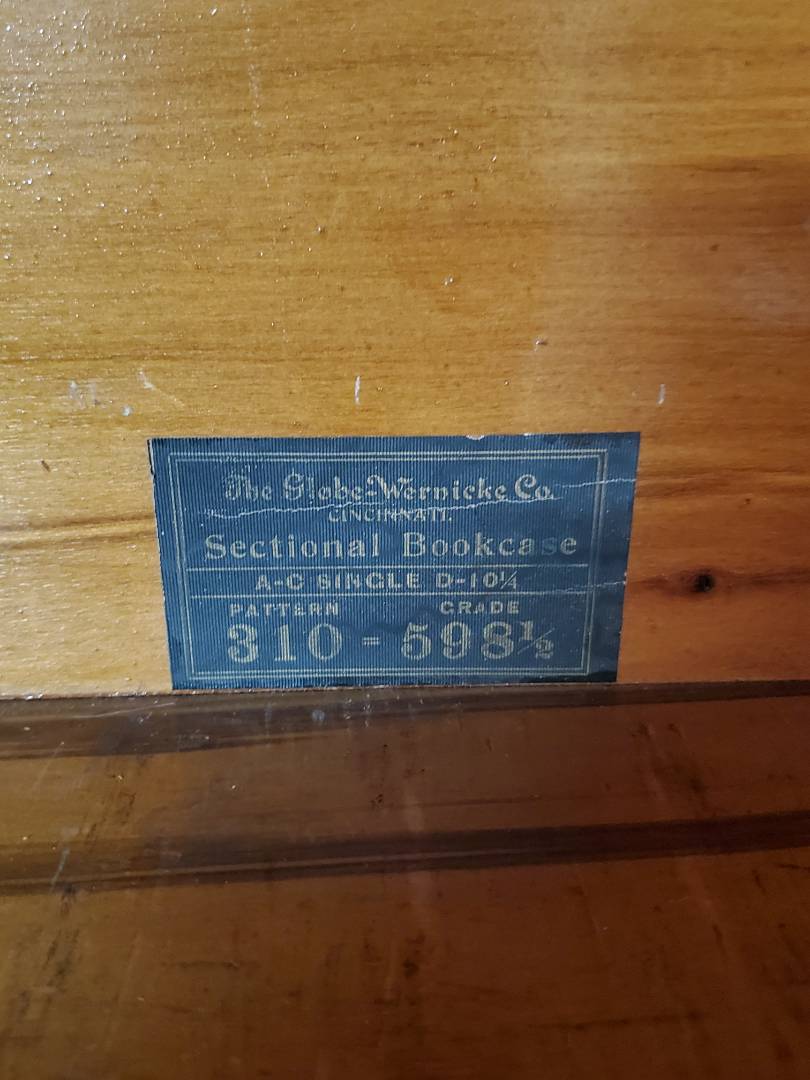 The Globe-Wernicke Co.
CINCINNATI.
Sectional Bookcase
A-C SINGLE D-10¼
PATTERN GRADE
310 = 598½